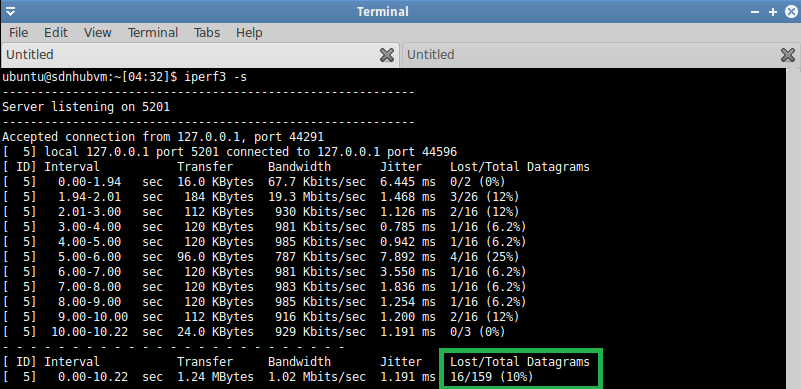 Terminal
File Edit View Terminal Tabs Help
Untitled Untitled
ubuntu@sdnhubvm:~[04:32]$ iperf3 -s
-----------------------------------------------------------
Server listening on 5201
-----------------------------------------------------------
Accepted connection from 127.0.0.1, port 44291
[  5] local 127.0.0.1 port 5201 connected to 127.0.0.1 port 44596
[ ID] Interval           Transfer     Bandwidth       Jitter    Lost/Total Datagrams
[  5]   0.00-1.94   sec  16.0 KBytes  67.7 Kbits/sec  6.445 ms  0/2 (0%)
[  5]   1.94-2.01   sec   184 KBytes  19.3 Mbits/sec  1.468 ms  3/26 (12%)
[  5]   2.01-3.00   sec   112 KBytes   930 Kbits/sec  1.126 ms  2/16 (12%)
[  5]   3.00-4.00   sec   120 KBytes   981 Kbits/sec  0.785 ms  1/16 (6.2%)
[  5]   4.00-5.00   sec   120 KBytes   985 Kbits/sec  0.942 ms  1/16 (6.2%)
[  5]   5.00-6.00   sec  96.0 KBytes   787 Kbits/sec  7.892 ms  4/16 (25%)
[  5]   6.00-7.00   sec   120 KBytes   981 Kbits/sec  3.550 ms  1/16 (6.2%)
[  5]   7.00-8.00   sec   120 KBytes   983 Kbits/sec  1.836 ms  1/16 (6.2%)
[  5]   8.00-9.00   sec   120 KBytes   985 Kbits/sec  1.254 ms  1/16 (6.2%)
[  5]   9.00-10.00  sec   112 KBytes   916 Kbits/sec  1.200 ms  2/16 (12%)
[  5]  10.00-10.22  sec  24.0 KBytes   929 Kbits/sec  1.191 ms  0/3 (0%)
- - - - - - - - - - - - - - - - - - - - - - - - -
[ ID] Interval           Transfer     Bandwidth       Jitter    Lost/Total Datagrams
[  5]   0.00-10.22  sec  1.24 MBytes  1.02 Mbits/sec  1.191 ms  16/159 (10%)